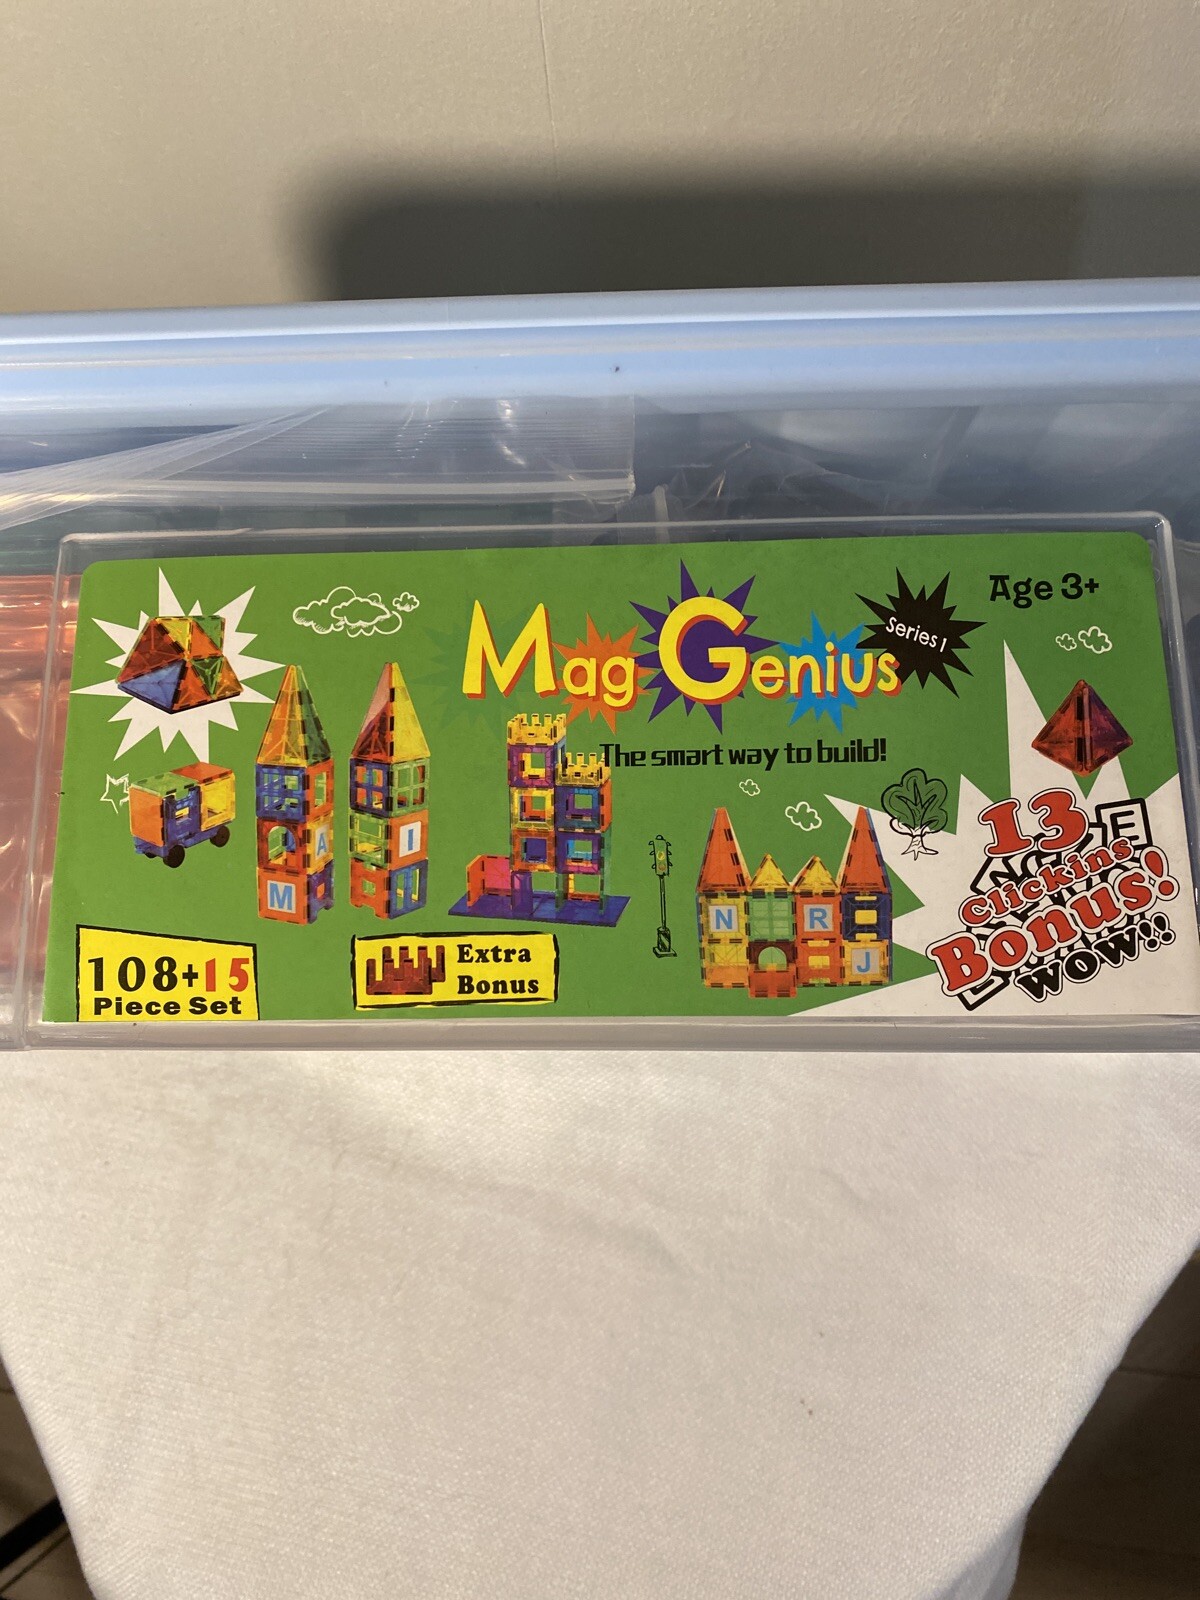 Mag Genius
Series 1
Age 3+
The smart way to build!
A
M
I
N
R
J
108+15
Piece Set
Extra
Bonus
13
E
Clickins
Bonus!
WOW!!